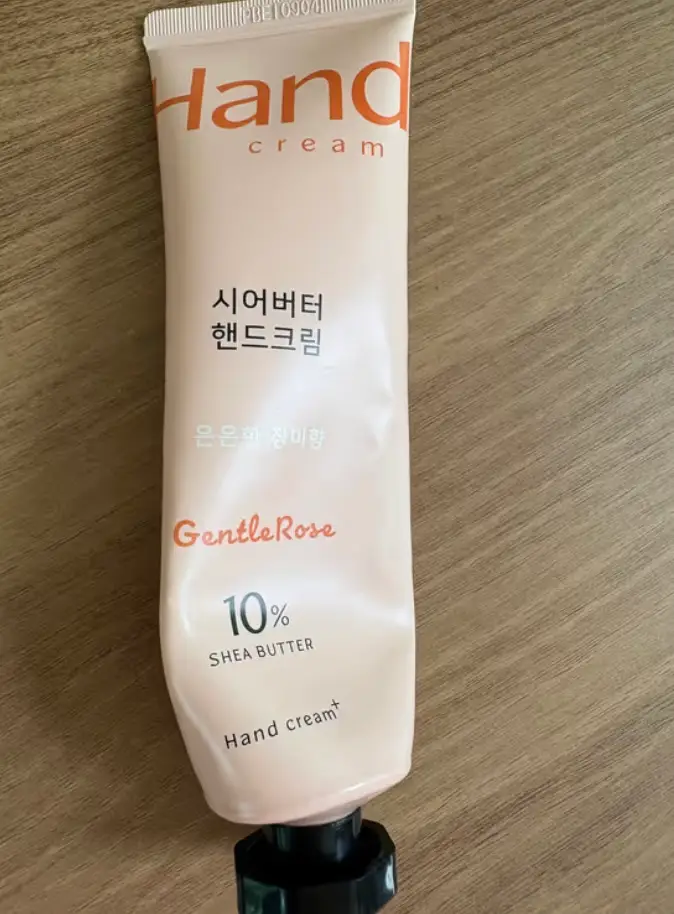 Hand
cream
시어버터
핸드크림
은은한 장미향
GentleRose
10%
SHEA BUTTER
Hand cream+